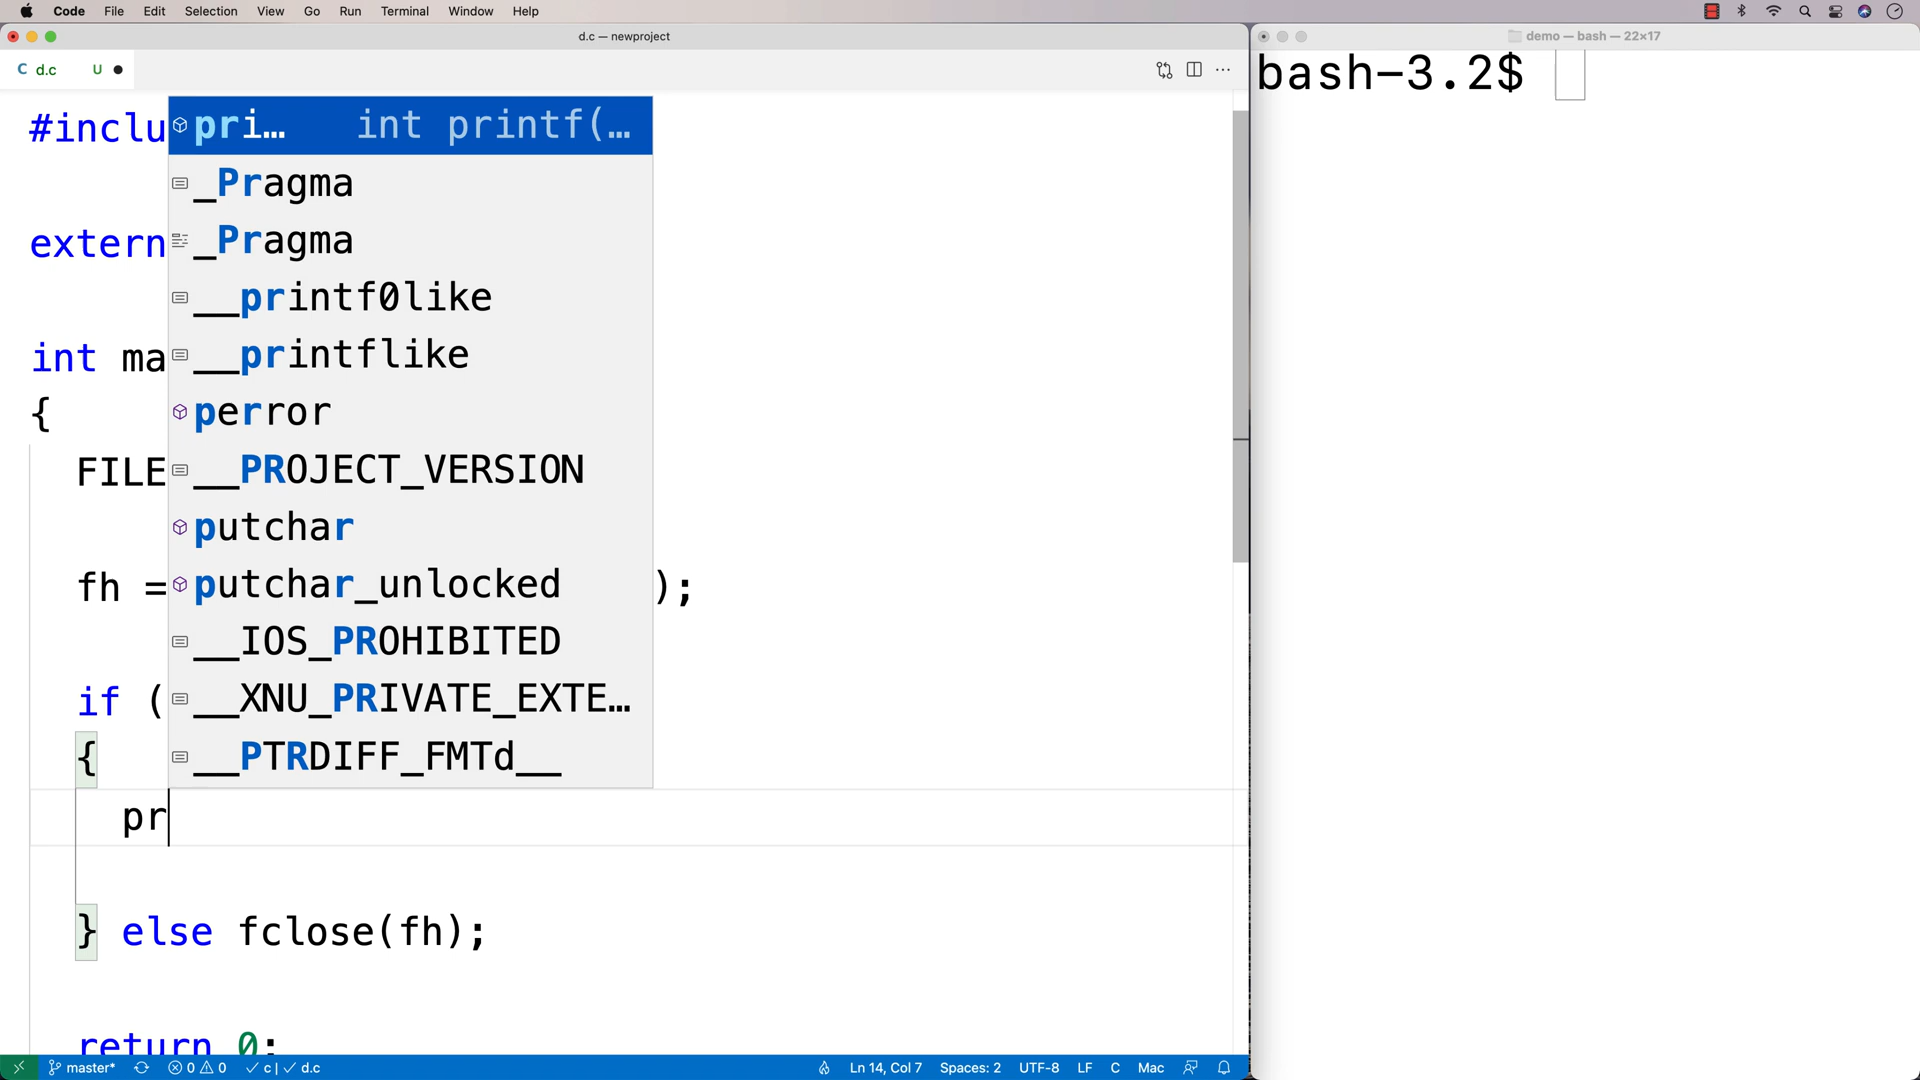 Code File Edit Selection View Go Run Terminal Window Help
d.c — newproject
demo — bash — 22×17
C d.c U
bash-3.2$
#inclu
pri… int printf(…
_Pragma
extern
_Pragma
__printf0like
int ma
__printflike
{
perror
FILE
__PROJECT_VERSION
putchar
fh =
putchar_unlocked
);
__IOS_PROHIBITED
if (
__XNU_PRIVATE_EXTE…
{
__PTRDIFF_FMTd__
pr
} else fclose(fh);
return 0;
master* 0 0 c | d.c Ln 14, Col 7 Spaces: 2 UTF-8 LF C Mac